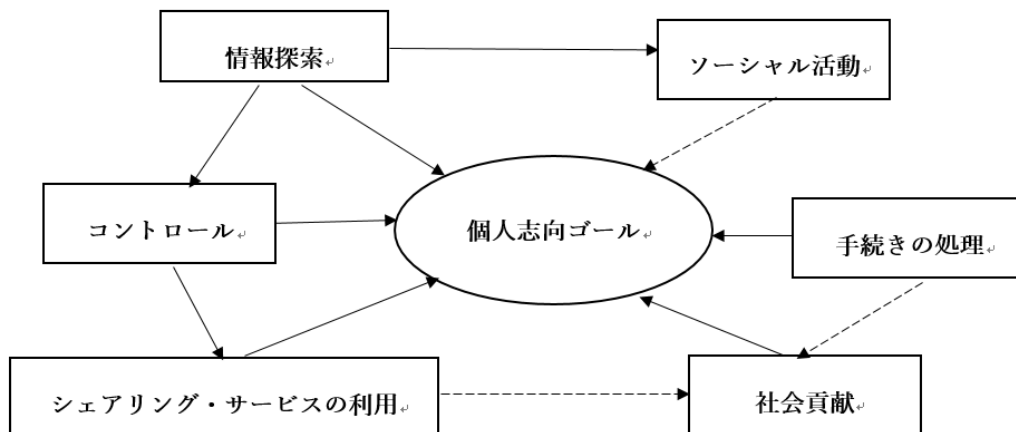 情報探索
ソーシャル活動
コントロール
個人志向ゴール
手続きの処理
シェアリング・サービスの利用
社会貢献